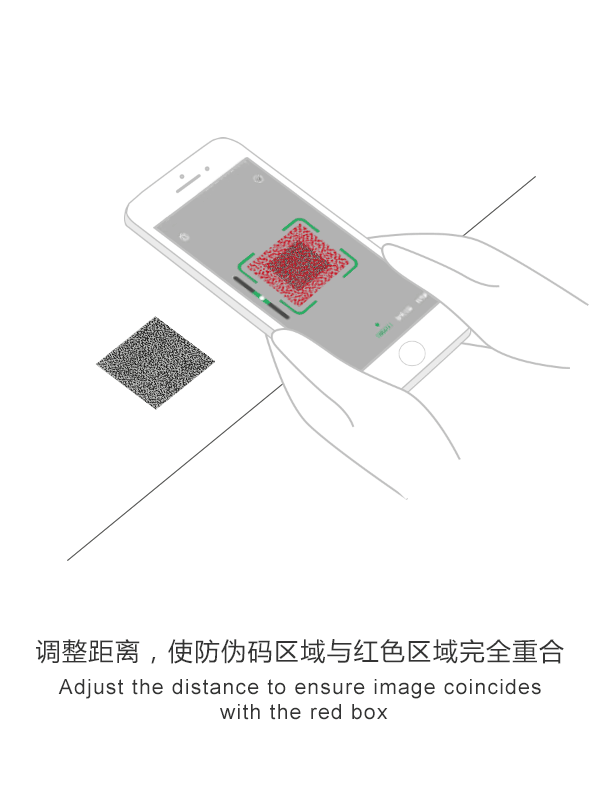 调整距离，使防伪码区域与红色区域完全重合
Adjust the distance to ensure image coincides
with the red box